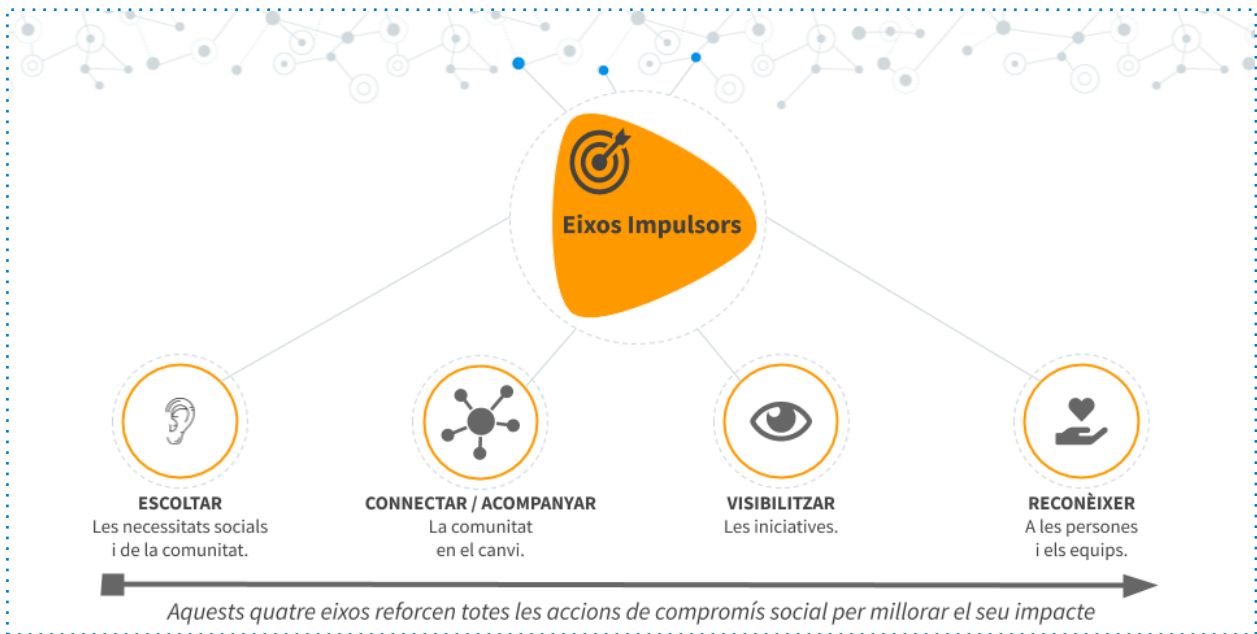 Eixos Impulsors
ESCOLTAR
Les necessitats socials
i de la comunitat.
CONNECTAR / ACOMPANYAR
La comunitat
en el canvi.
VISIBILITZAR
Les iniciatives.
RECONÈIXER
A les persones
i els equips.
Aquests quatre eixos reforcen totes les accions de compromís social per millorar el seu impacte